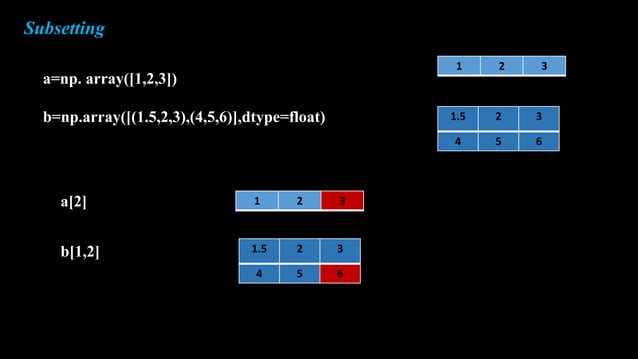 Subsetting
a=np. array([1,2,3])
1 2 3
b=np.array([(1.5,2,3),(4,5,6)],dtype=float)
1.5 2 3
4 5 6
a[2]
1 2 3
b[1,2]
1.5 2 3
4 5 6